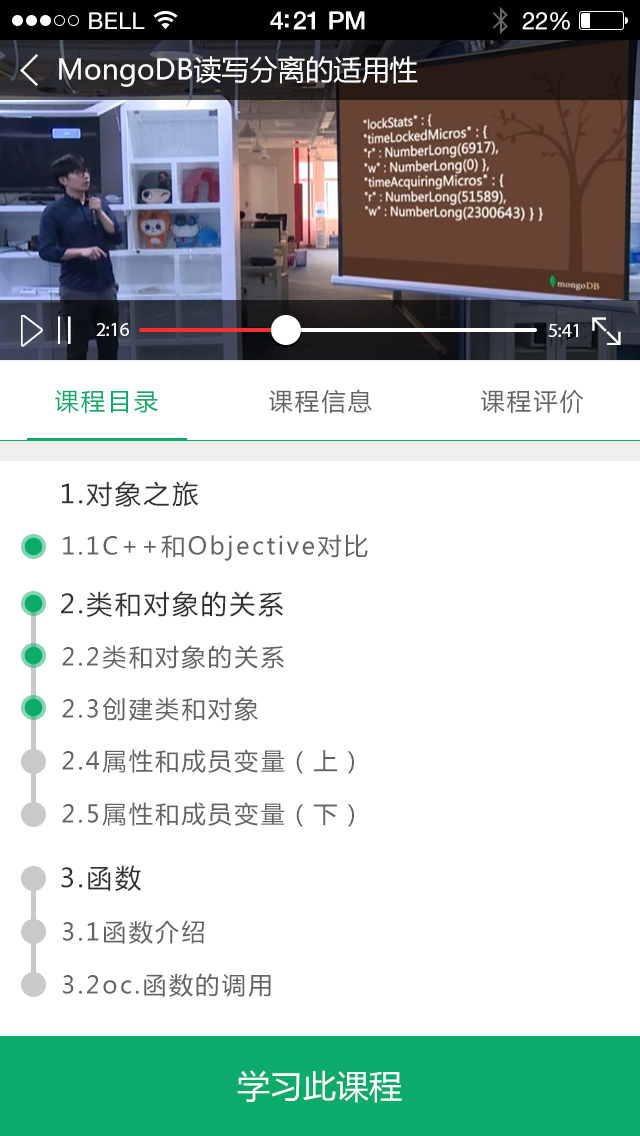 BELL 4:21 PM 22%
MongoDB读写分离的适用性
"lockStats" : {
"timeLockedMicros" : {
"r" : NumberLong(6917),
"w" : NumberLong(0) },
"timeAcquiringMicros" : {
"r" : NumberLong(51589),
"w" : NumberLong(2300643) } }
mongoDB
2:16 5:41
课程目录 课程信息 课程评价
1.对象之旅
1.1C++和Objective对比
2.类和对象的关系
2.2类和对象的关系
2.3创建类和对象
2.4属性和成员变量（上）
2.5属性和成员变量（下）
3.函数
3.1函数介绍
3.2oc.函数的调用
学习此课程